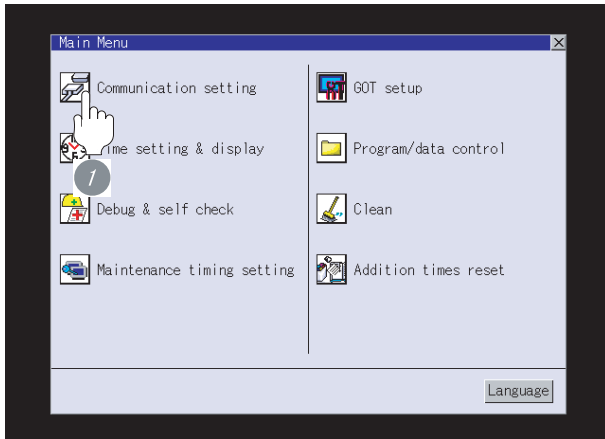 Main Menu
Communication setting
Time setting & display
Debug & self check
Maintenance timing setting
GOT setup
Program/data control
Clean
Addition times reset
Language
1